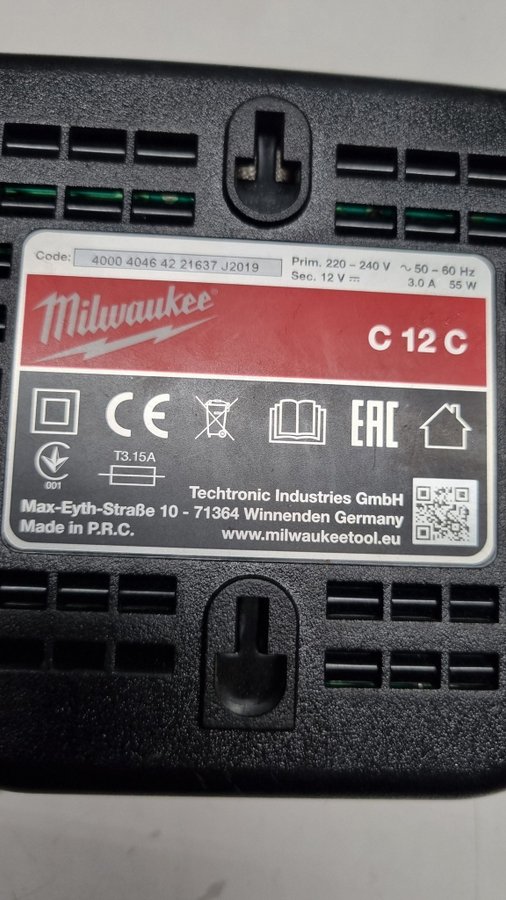 Code: 4000 4046 42 21637 J2019
Prim. 220 – 240 V ~ 50 – 60 Hz
Sec. 12 V ⎓ 3.0 A 55 W
Milwaukee®
C 12 C
CE
EAC
001
T3.15A
Techtronic Industries GmbH
Max-Eyth-Straße 10 - 71364 Winnenden Germany
Made in P.R.C. www.milwaukeetool.eu